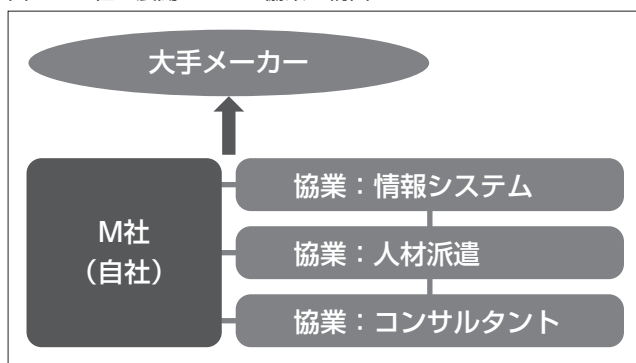 大手メーカー
M社
（自社）
協業：情報システム
協業：人材派遣
協業：コンサルタント